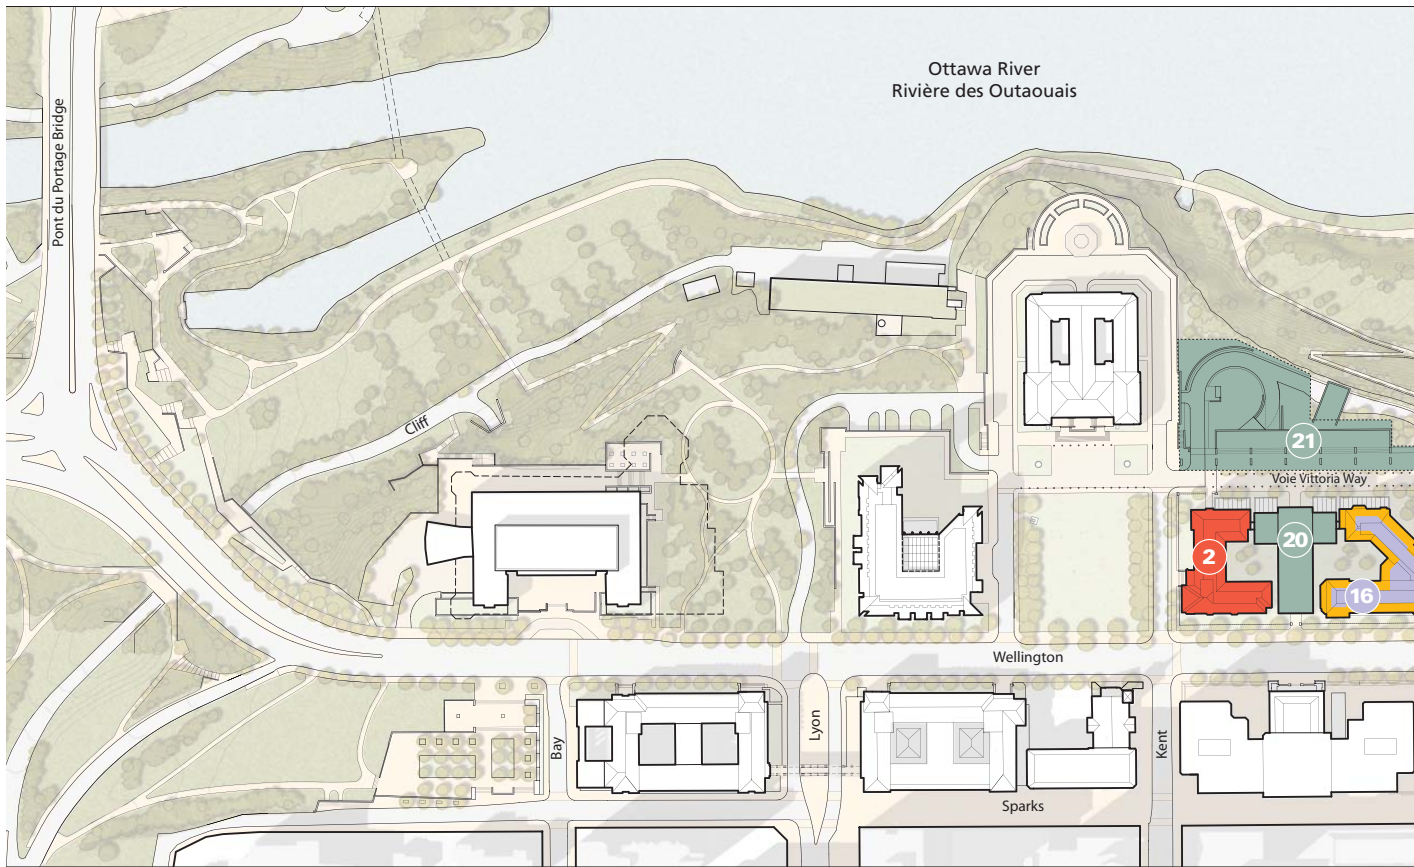 Ottawa River
Rivière des Outaouais
Pont du Portage Bridge
Cliff
21
Voie Vittoria Way
2
20
16
Wellington
Bay
Lyon
Kent
Sparks